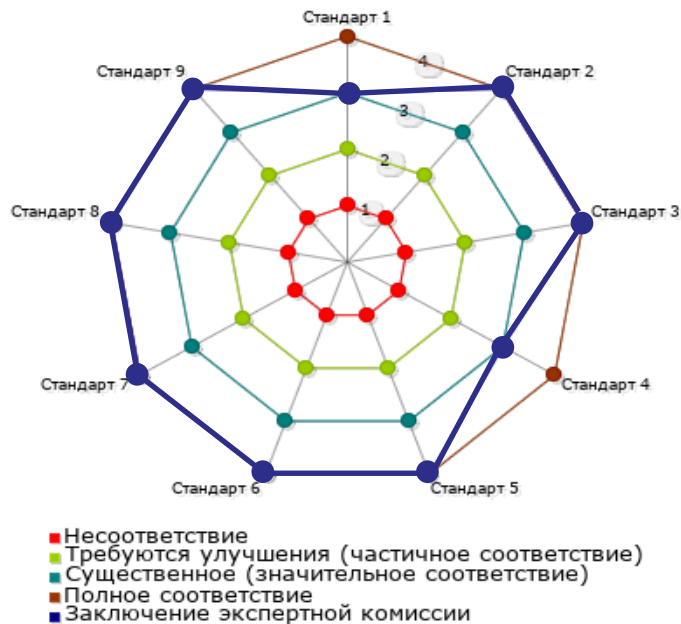 Стандарт 1
4
Стандарт 9
Стандарт 2
3
2
1
Стандарт 8
Стандарт 3
Стандарт 7
Стандарт 4
Стандарт 6
Стандарт 5
Несоответствие
Требуются улучшения (частичное соответствие)
Существенное (значительное соответствие)
Полное соответствие
Заключение экспертной комиссии